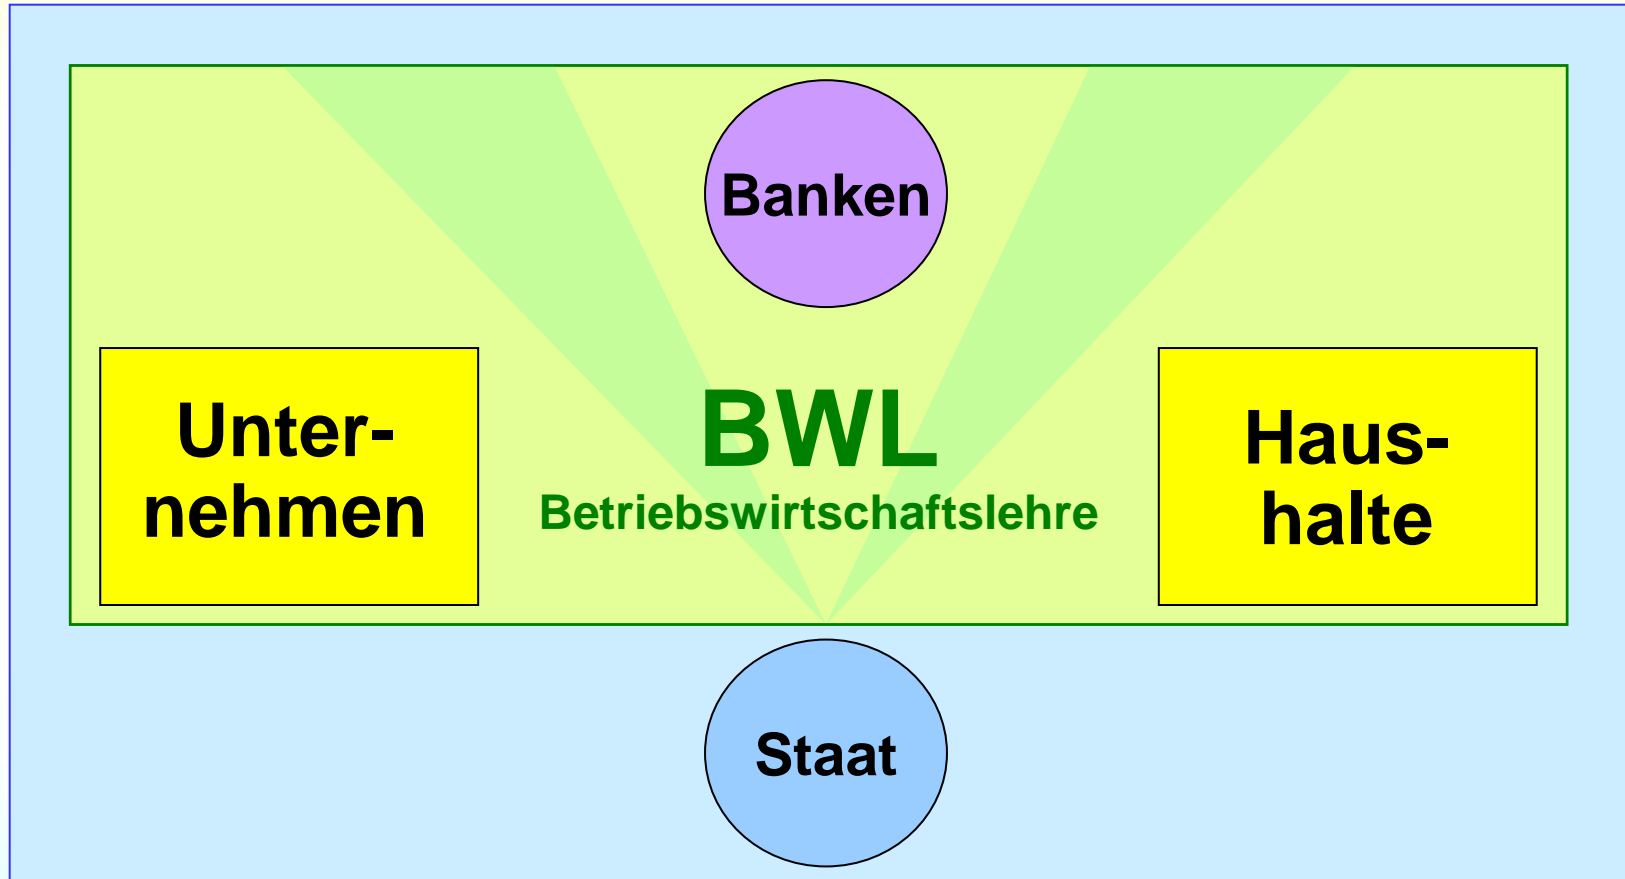 Banken
Unter-
nehmen
BWL
Betriebswirtschaftslehre
Haus-
halte
Staat